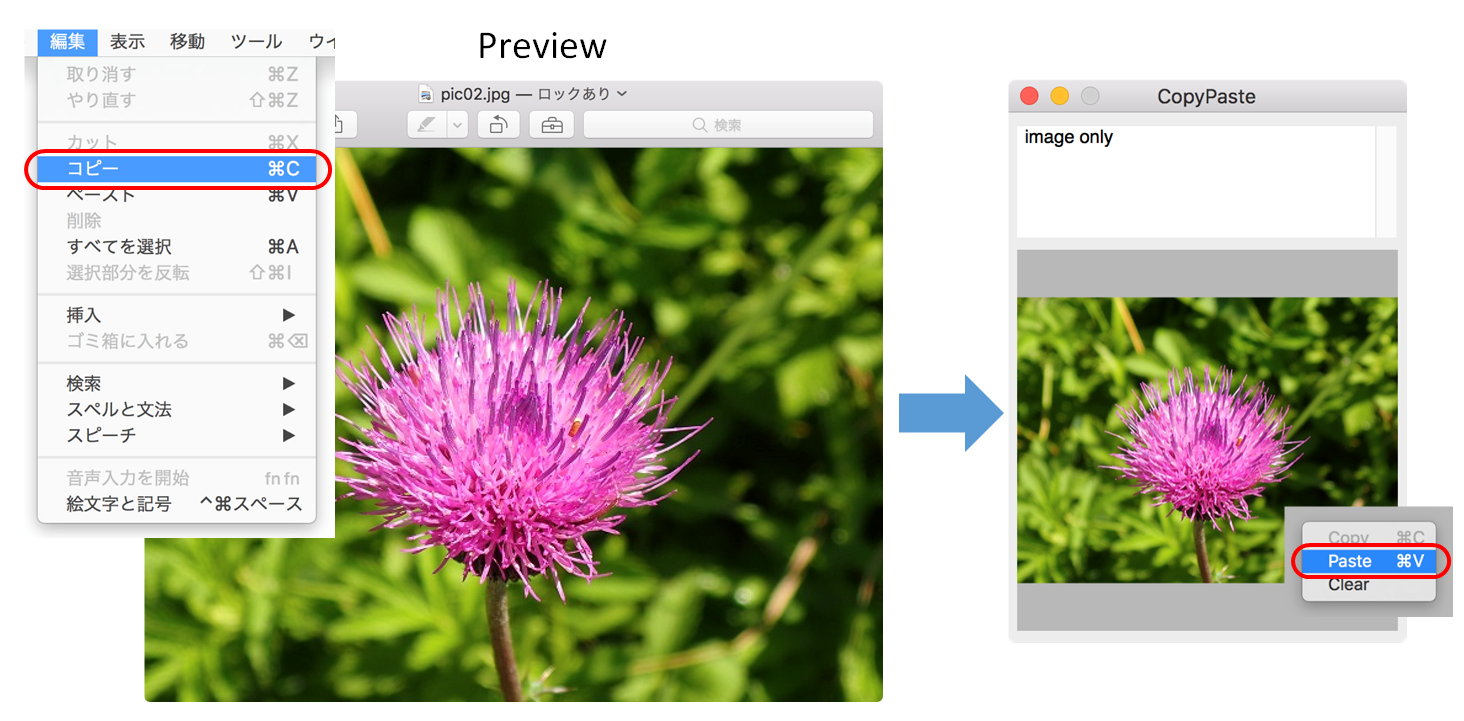 Preview
編集 表示 移動 ツール ウィ
取り消す ⌘Z
やり直す ⇧⌘Z
カット ⌘X
コピー ⌘C
ペースト ⌘V
削除
すべてを選択 ⌘A
選択部分を反転 ⇧⌘I
挿入 ▶
ゴミ箱に入れる ⌘⌫
検索 ▶
スペルと文法 ▶
スピーチ ▶
音声入力を開始 fn fn
絵文字と記号 ^⌘スペース
pic02.jpg — ロックあり
検索
CopyPaste
image only
Copy ⌘C
Paste ⌘V
Clear